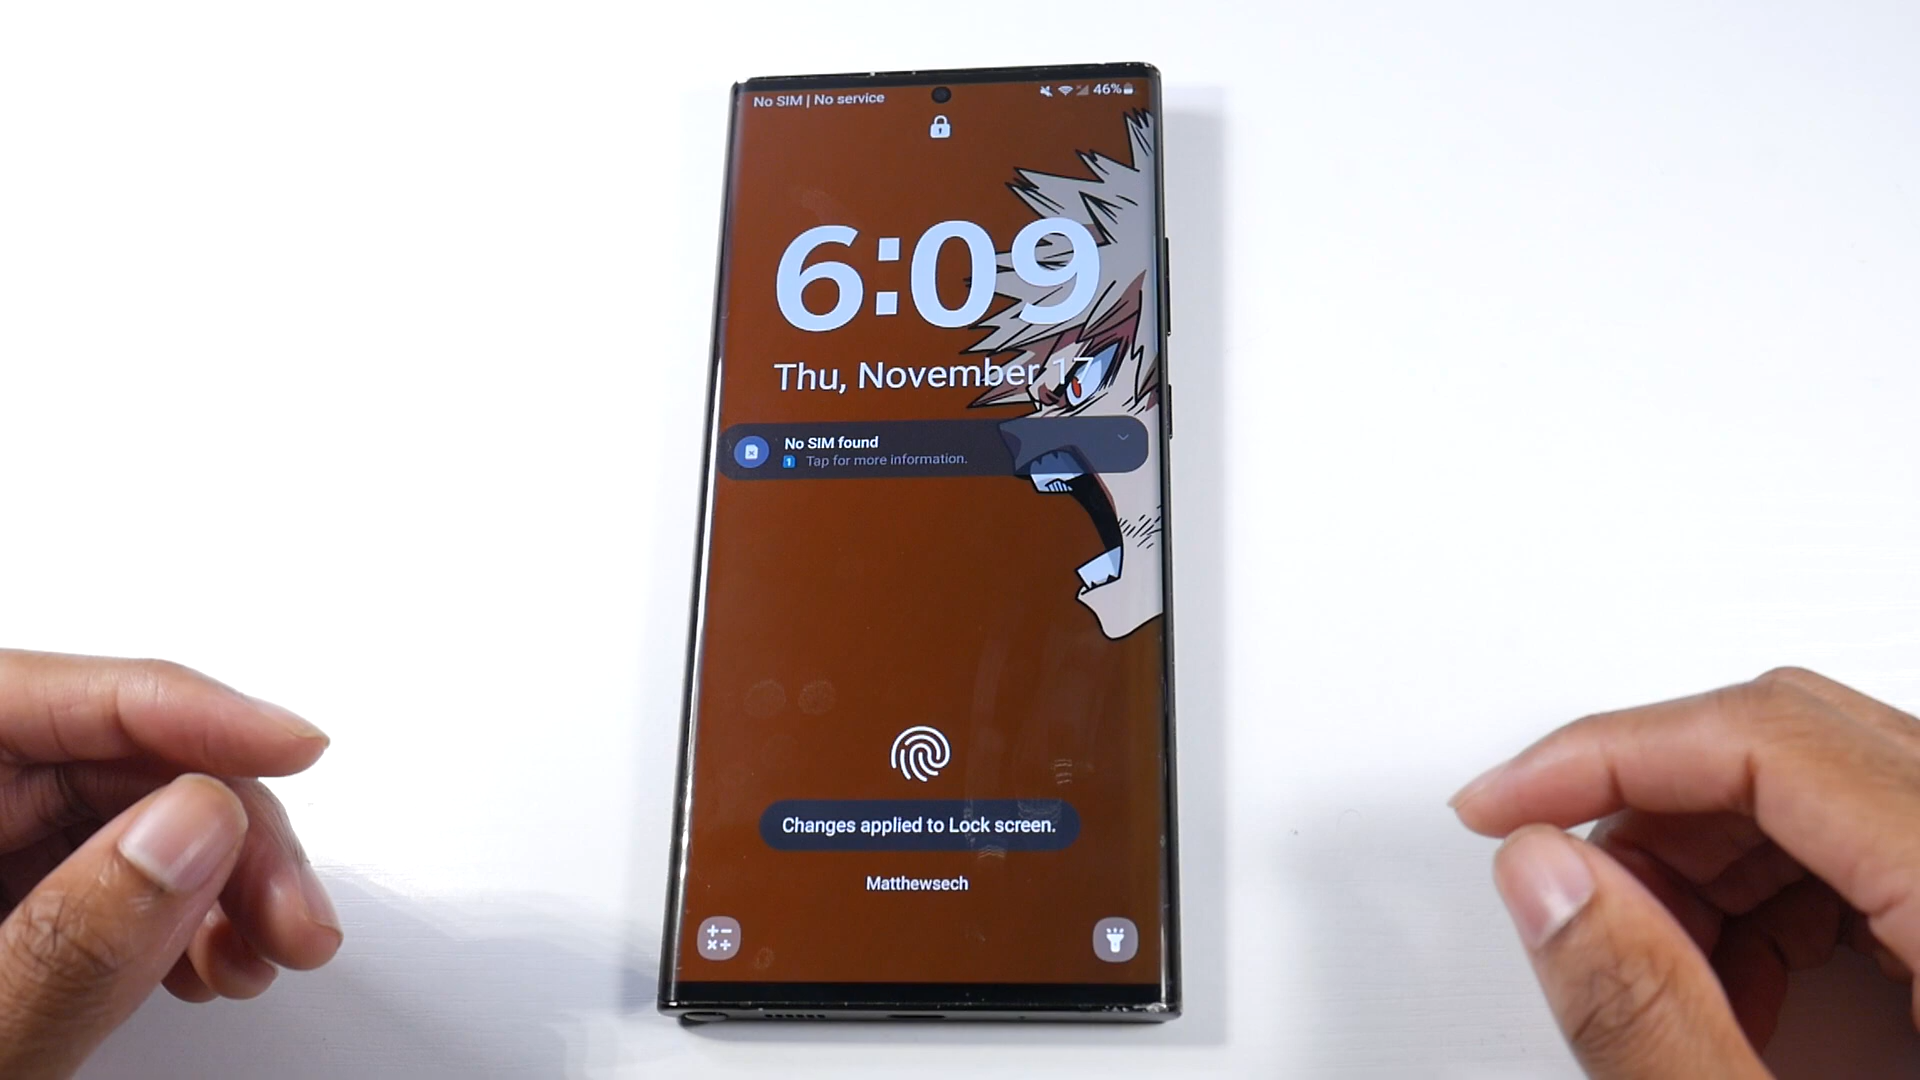 No SIM | No service
46%
6:09
Thu, November 17
No SIM found
1 Tap for more information.
Changes applied to Lock screen.
Matthewsech